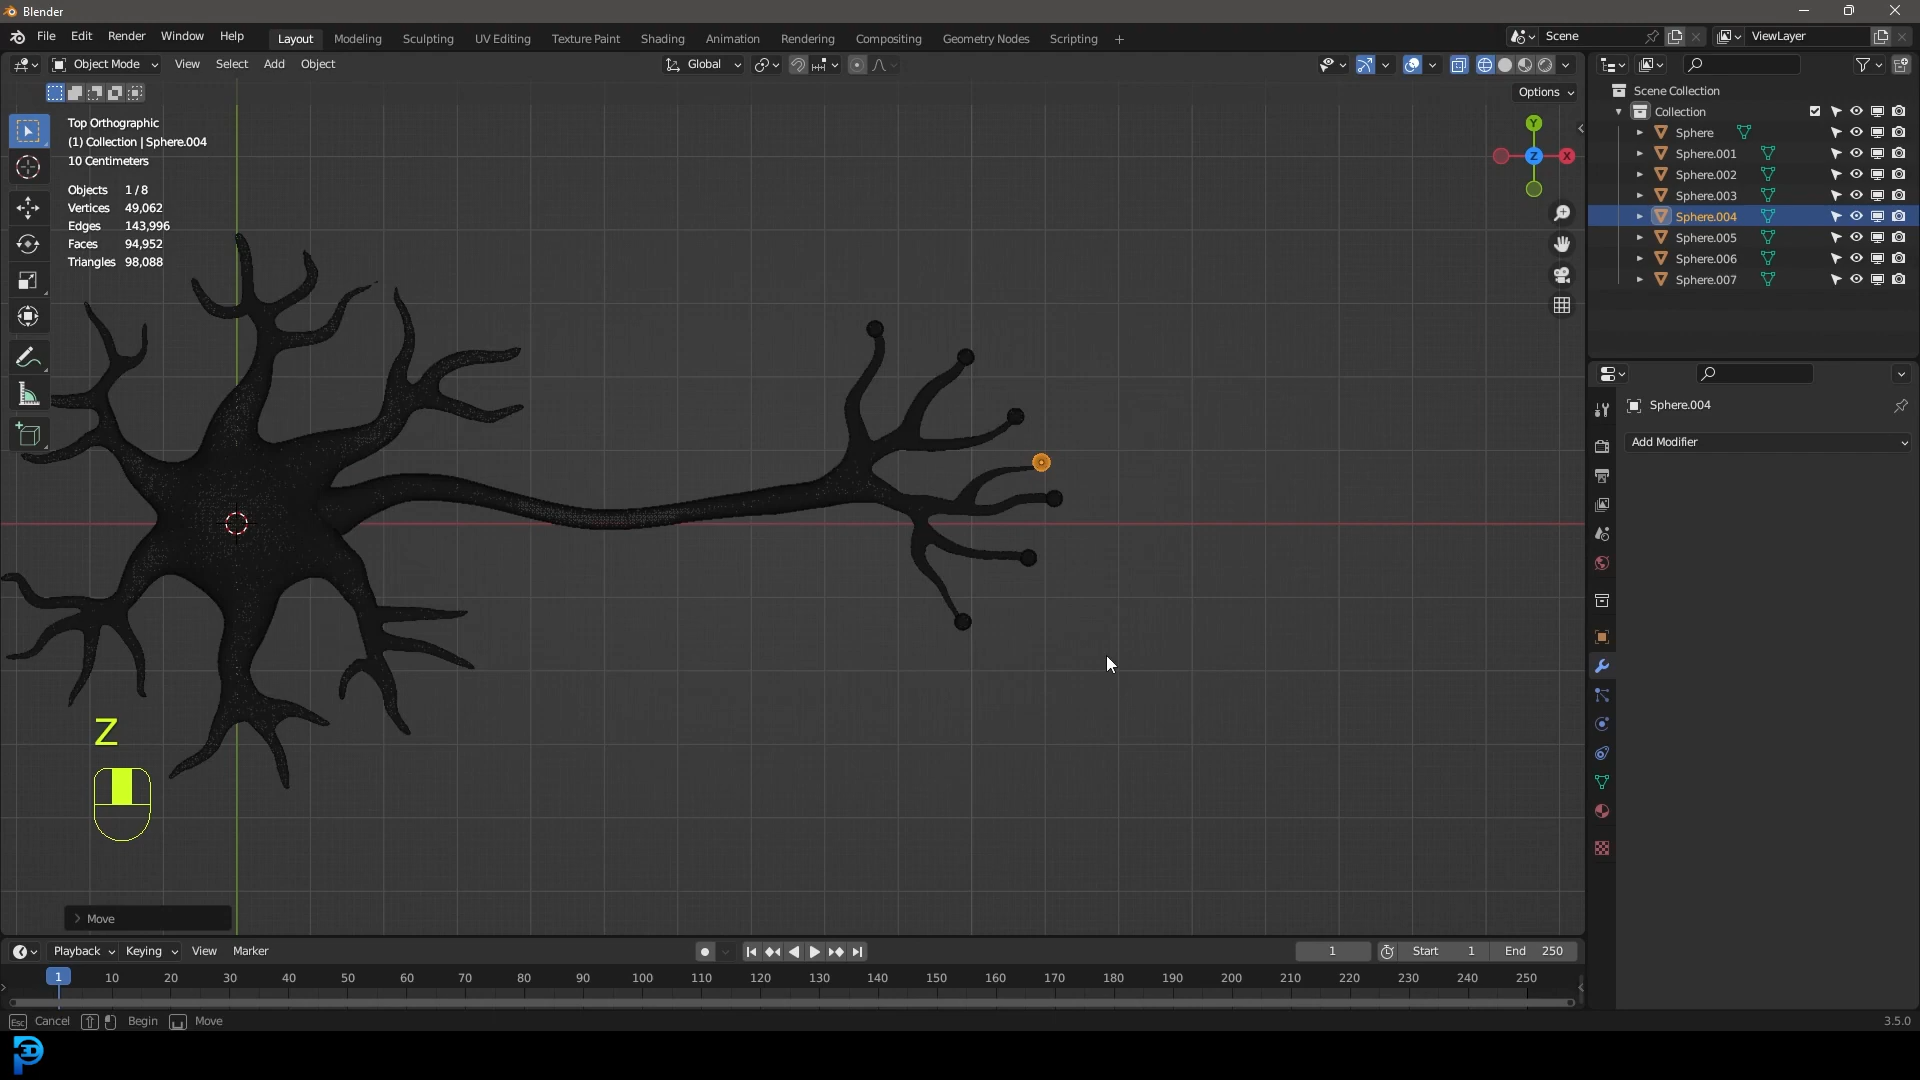 Blender
File Edit Render Window Help Layout Modeling Sculpting UV Editing Texture Paint Shading Animation Rendering Compositing Geometry Nodes Scripting + Scene ViewLayer
Object Mode View Select Add Object Global
Options
Top Orthographic
(1) Collection | Sphere.004
10 Centimeters
Objects 1/8
Vertices 49,062
Edges 143,996
Faces 94,952
Triangles 98,088
Y
Z X
Scene Collection
Collection
Sphere
Sphere.001
Sphere.002
Sphere.003
Sphere.004
Sphere.005
Sphere.006
Sphere.007
Sphere.004
Add Modifier
Z
Move
Playback Keying View Marker 1 Start 1 End 250
1 10 20 30 40 50 60 70 80 90 100 110 120 130 140 150 160 170 180 190 200 210 220 230 240 250
Esc Cancel Begin Move 3.5.0